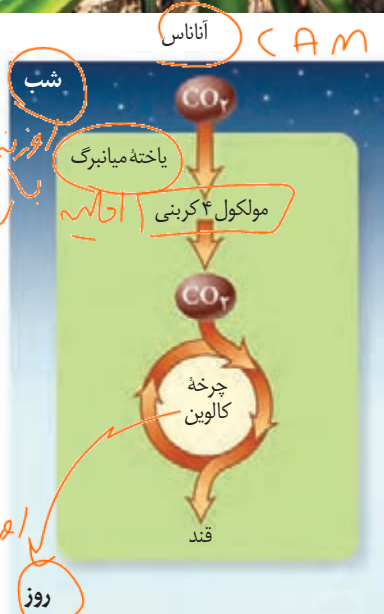 آناناس
CAM
شب
CO۲
یاختهٔ میانبرگ
مولکول ۴ کربنی
CO۲
چرخهٔ
کالوین
قند
روز